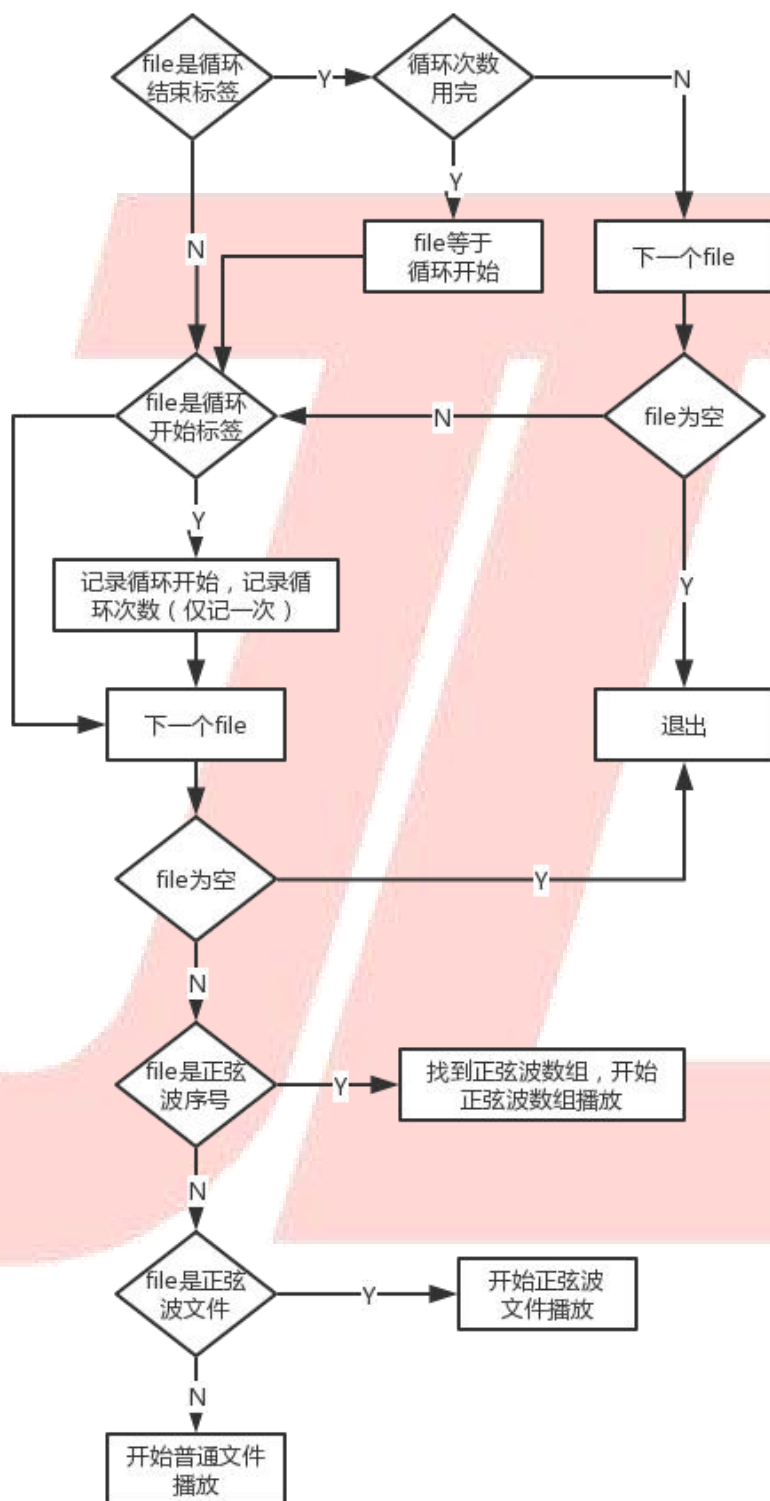 file是循环
结束标签
Y
循环次数
用完
N
Y
N
file等于
循环开始
下一个file
file是循环
开始标签
N
file为空
Y
记录循环开始，记录循
环次数（仅记一次）
Y
下一个file
退出
file为空
Y
N
file是正弦
波序号
Y
找到正弦波数组，开始
正弦波数组播放
N
file是正弦
波文件
Y
开始正弦波
文件播放
N
开始普通文件
播放